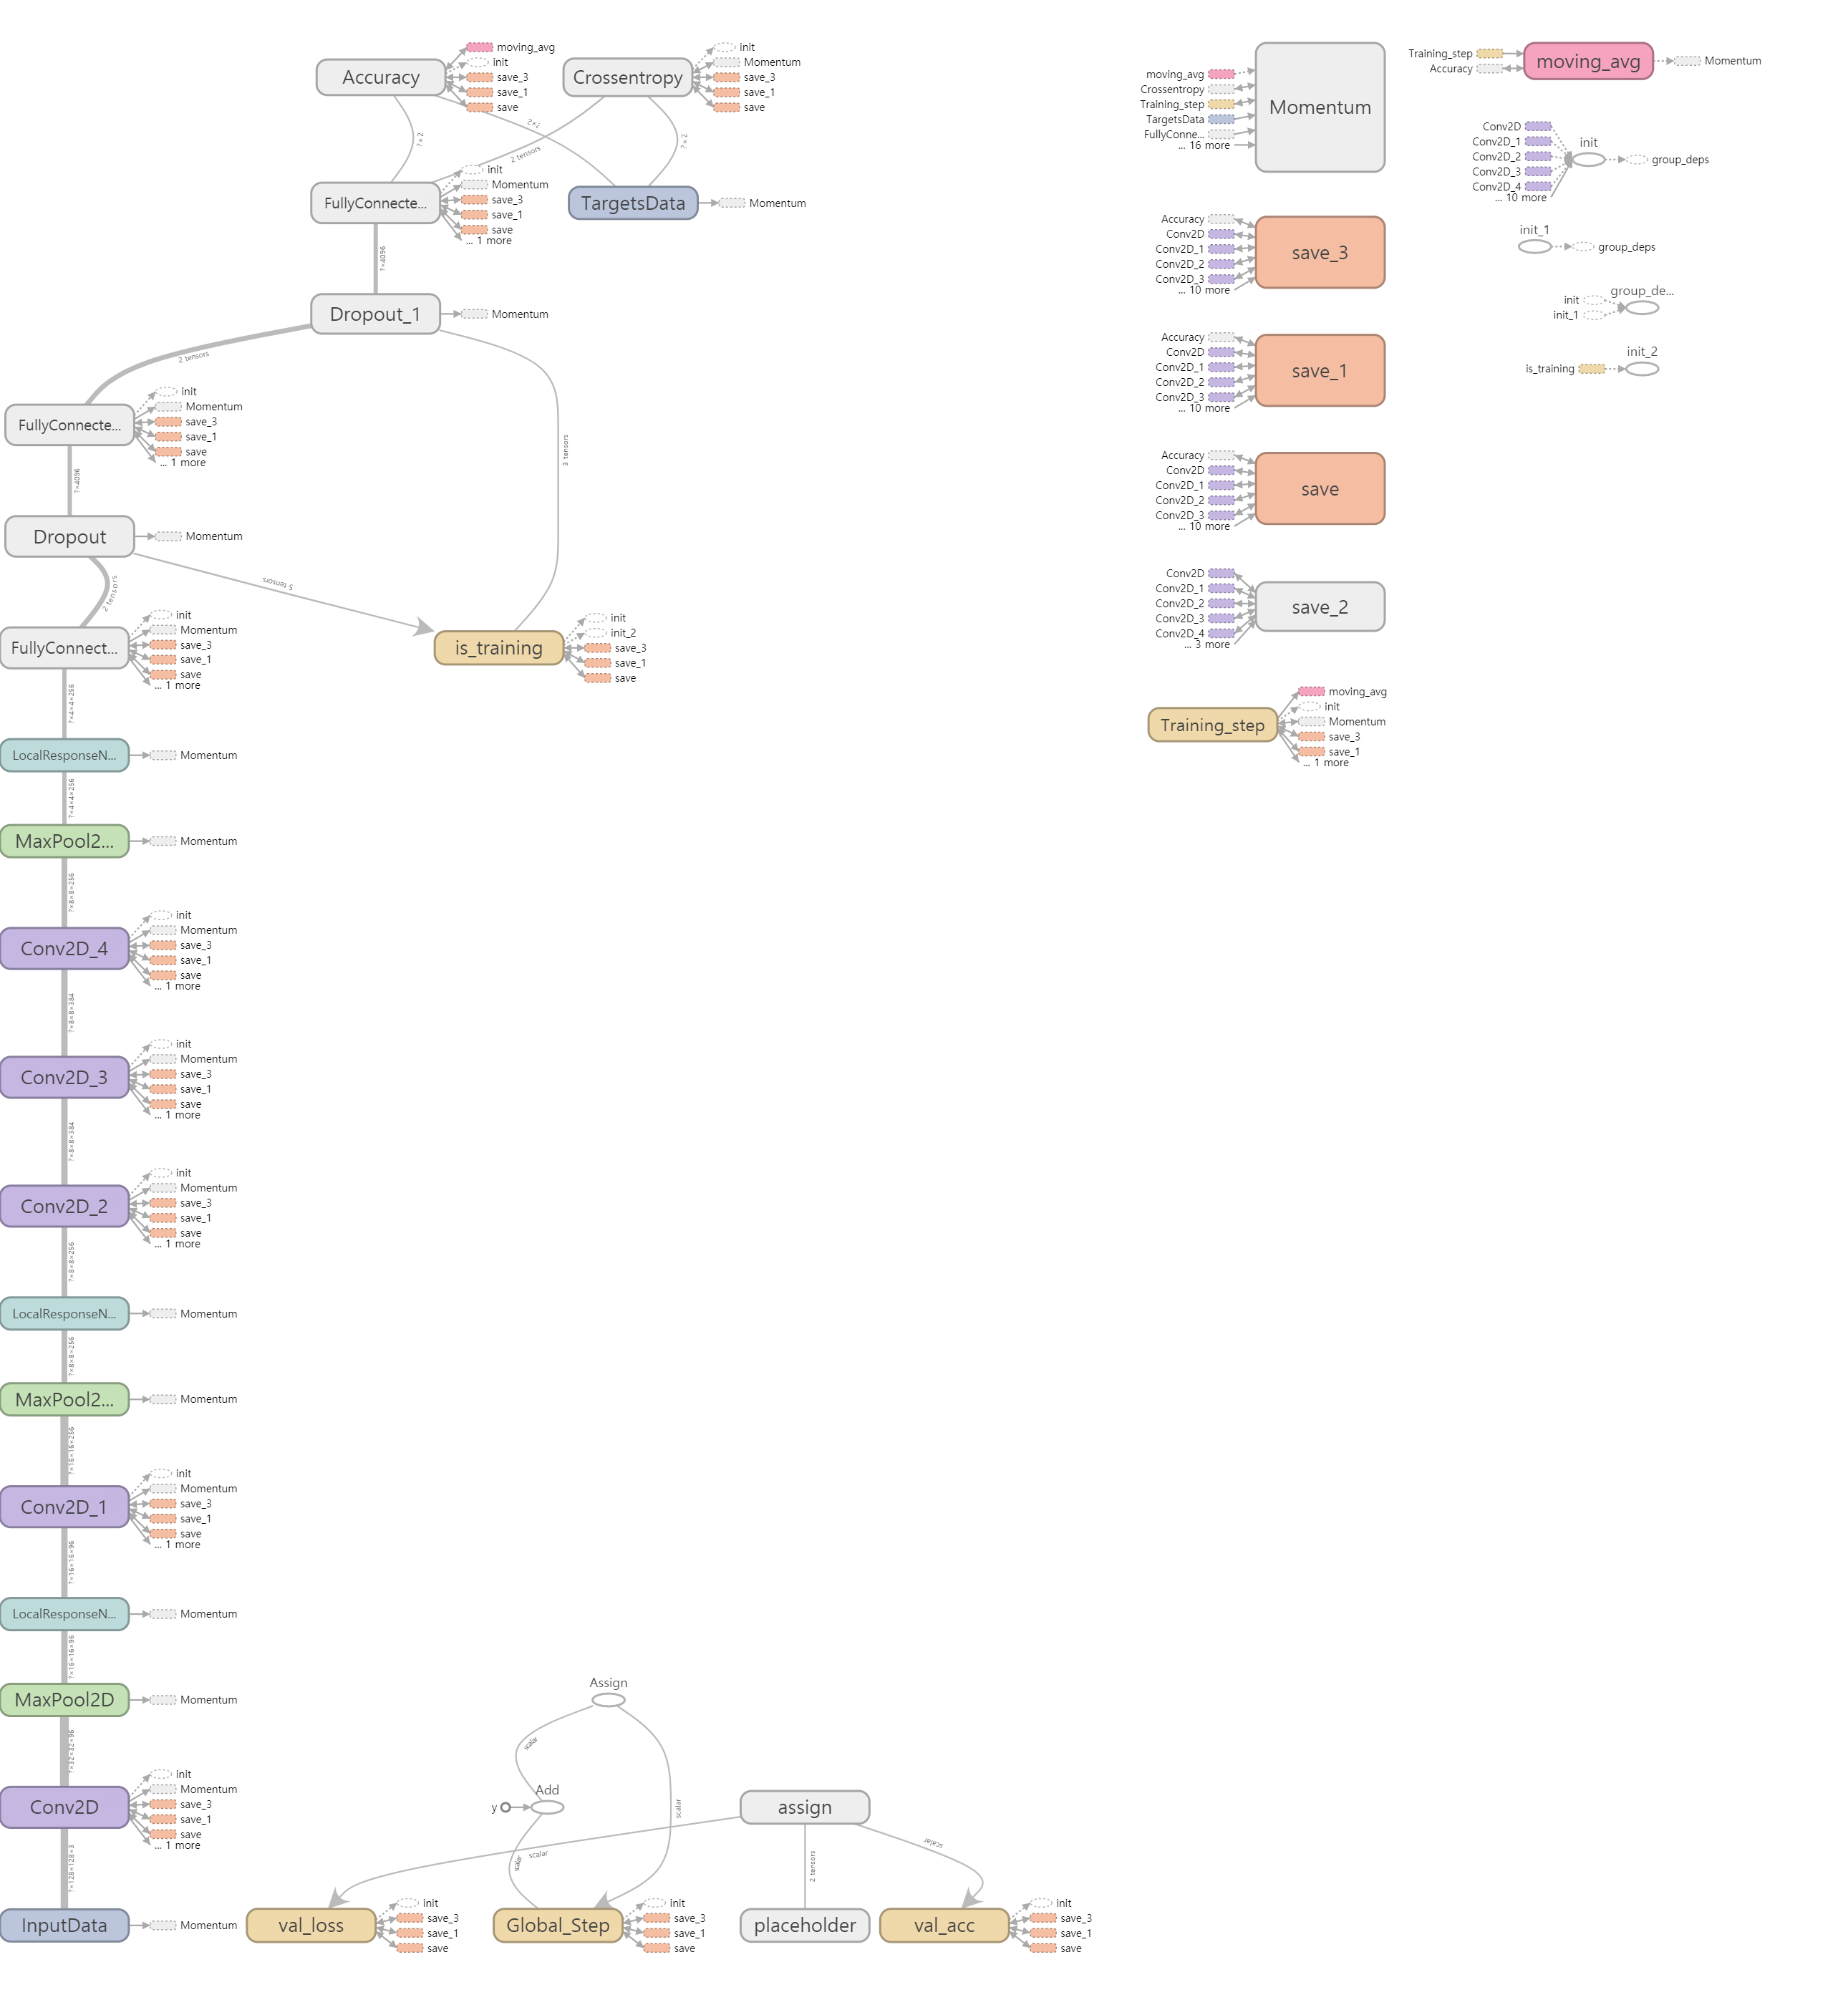 Accuracy
moving_avg
init
save_3
save_1
save
Crossentropy
init
Momentum
save_3
save_1
save
?×2
?×2
2 tensors
?×2
FullyConnecte...
init
Momentum
save_3
save_1
save
... 1 more
TargetsData
Momentum
?×4096
Dropout_1
Momentum
2 tensors
3 tensors
FullyConnecte...
init
Momentum
save_3
save_1
save
... 1 more
?×4096
Dropout
Momentum
2 tensors
5 tensors
FullyConnect...
init
Momentum
save_3
save_1
save
... 1 more
is_training
init
init_2
save_3
save_1
save
?×4×4×256
LocalResponseN...
Momentum
?×4×4×256
MaxPool2...
Momentum
?×8×8×256
Conv2D_4
init
Momentum
save_3
save_1
save
... 1 more
?×8×8×384
Conv2D_3
init
Momentum
save_3
save_1
save
... 1 more
?×8×8×384
Conv2D_2
init
Momentum
save_3
save_1
save
... 1 more
?×8×8×256
LocalResponseN...
Momentum
?×8×8×256
MaxPool2...
Momentum
?×16×16×256
Conv2D_1
init
Momentum
save_3
save_1
save
... 1 more
?×16×16×96
LocalResponseN...
Momentum
?×16×16×96
MaxPool2D
Momentum
?×32×32×96
Conv2D
init
Momentum
save_3
save_1
save
... 1 more
?×128×128×3
InputData
Momentum
Assign
scalar
scalar
Add
y
scalar
assign
scalar
2 tensors
scalar
val_loss
init
save_3
save_1
save
Global_Step
init
save_3
save_1
save
placeholder
val_acc
init
save_3
save_1
save
moving_avg
Crossentropy
Training_step
TargetsData
FullyConne...
... 16 more
Momentum
Accuracy
Conv2D
Conv2D_1
Conv2D_2
Conv2D_3
... 10 more
save_3
Accuracy
Conv2D
Conv2D_1
Conv2D_2
Conv2D_3
... 10 more
save_1
Accuracy
Conv2D
Conv2D_1
Conv2D_2
Conv2D_3
... 10 more
save
Conv2D
Conv2D_1
Conv2D_2
Conv2D_3
Conv2D_4
... 3 more
save_2
Training_step
moving_avg
init
Momentum
save_3
save_1
... 1 more
Training_step
Accuracy
moving_avg
Momentum
Conv2D
Conv2D_1
Conv2D_2
Conv2D_3
Conv2D_4
... 10 more
init
group_deps
init_1
group_deps
group_de...
init
init_1
init_2
is_training